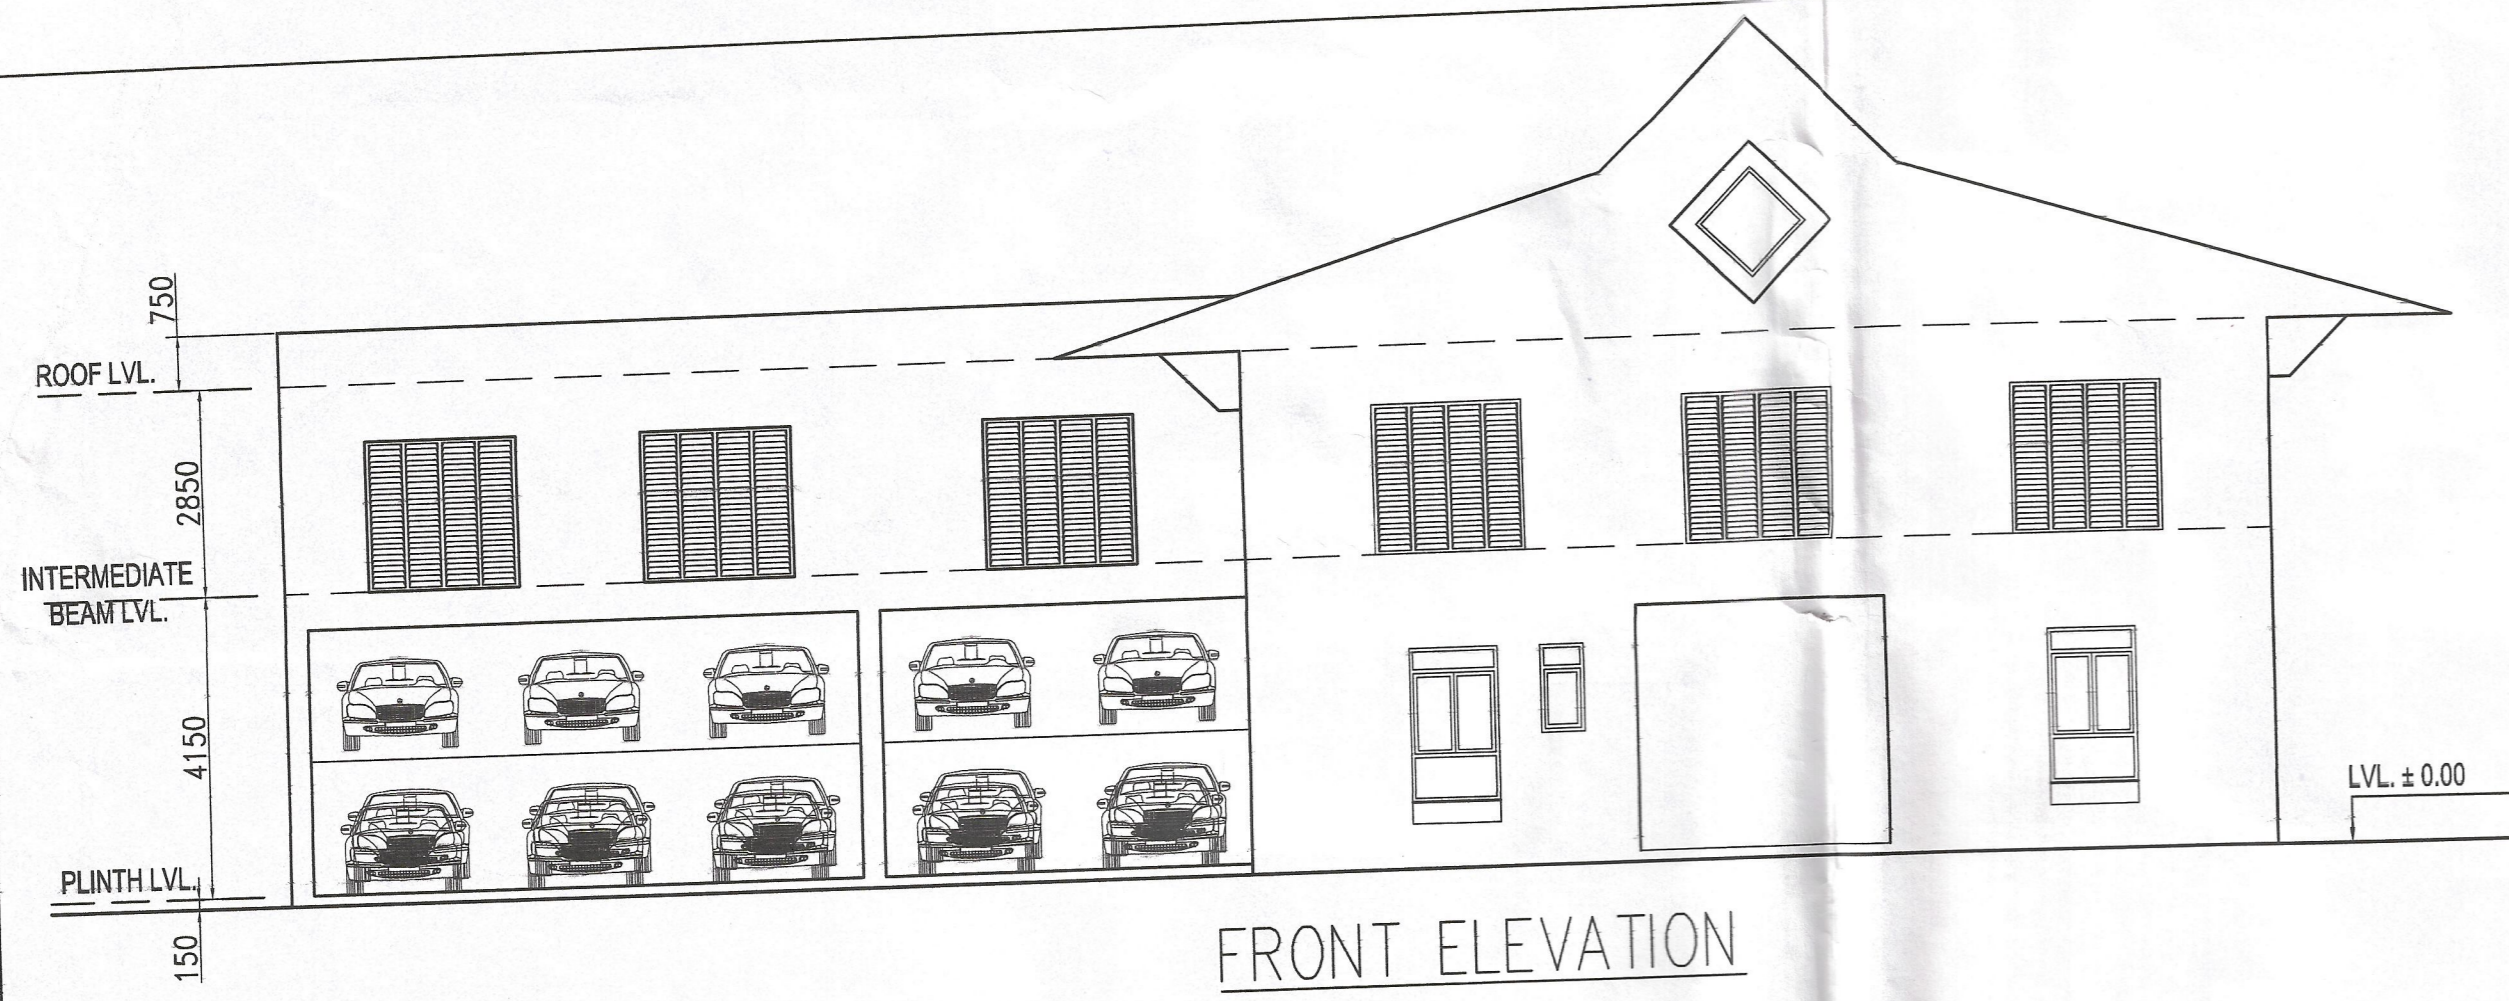 750
ROOF LVL.
2850
INTERMEDIATE
BEAM LVL.
4150
PLINTH LVL.
150
LVL. ± 0.00
FRONT ELEVATION